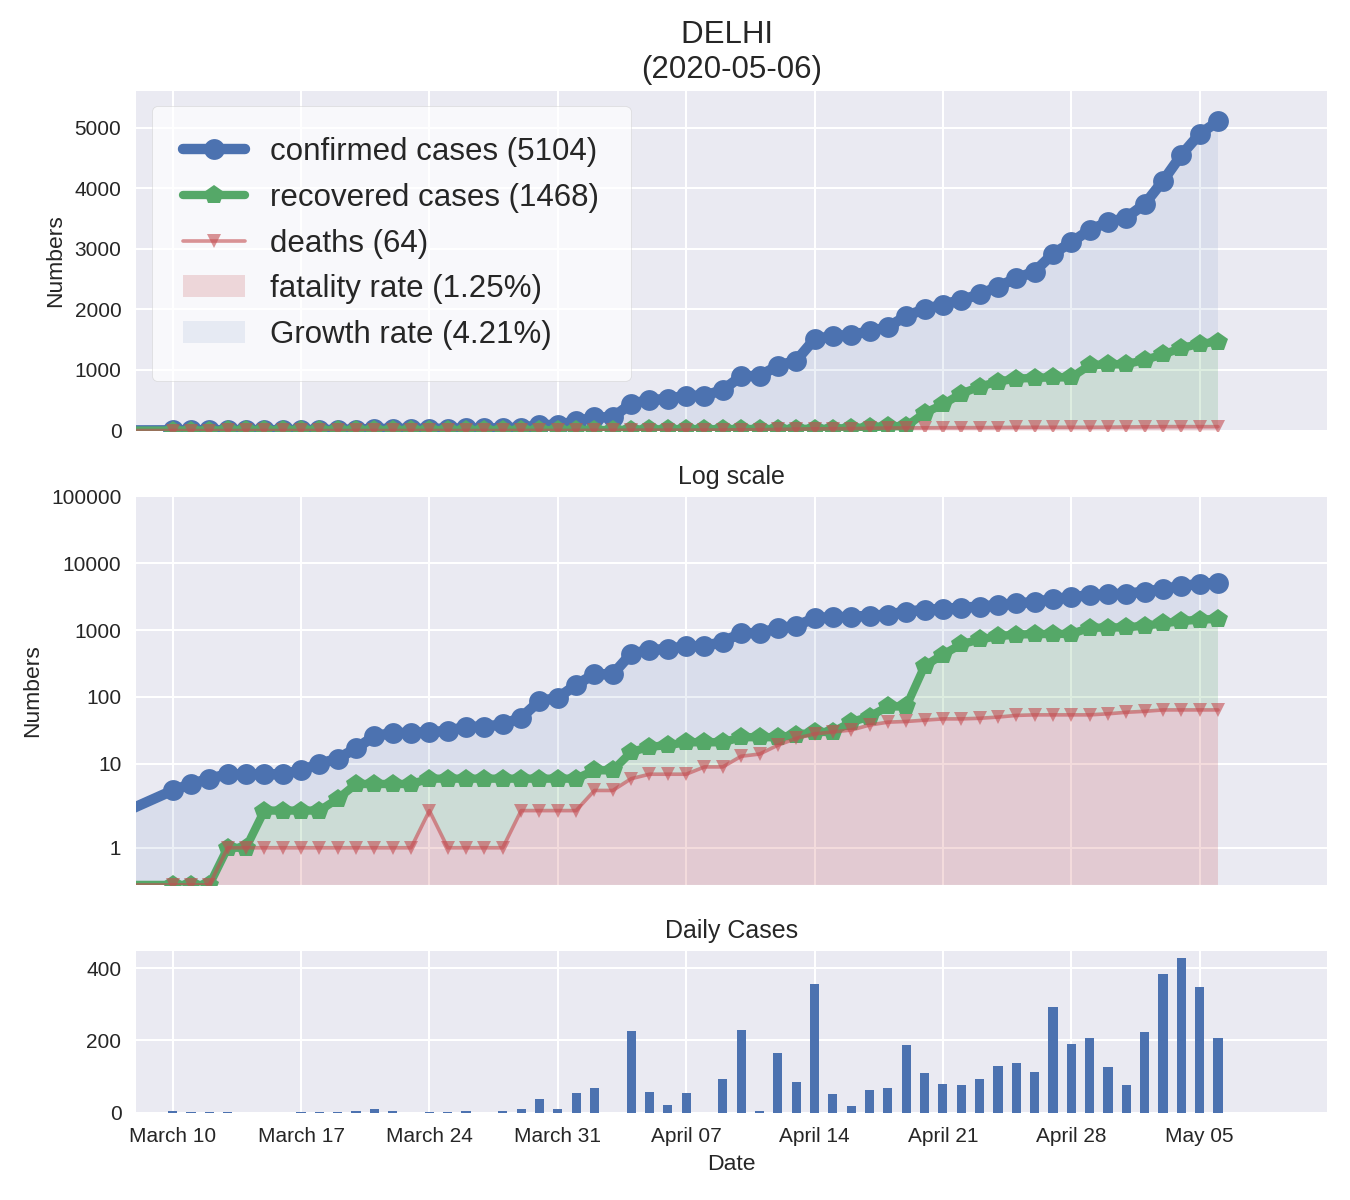 DELHI
(2020-05-06)
5000
4000
3000
2000
1000
0
Numbers
confirmed cases (5104)
recovered cases (1468)
deaths (64)
fatality rate (1.25%)
Growth rate (4.21%)
Log scale
100000
10000
1000
100
10
1
Numbers
Daily Cases
400
200
0
March 10 March 17 March 24 March 31 April 07 April 14 April 21 April 28 May 05
Date